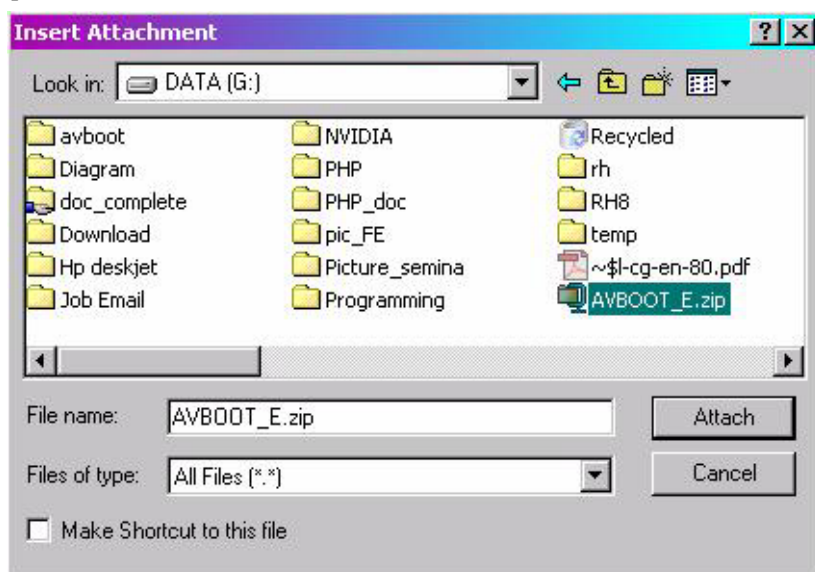 Insert Attachment
Look in: DATA (G:)
avboot NVIDIA Recycled
Diagram PHP rh
doc_complete PHP_doc RH8
Download pic_FE temp
Hp deskjet Picture_semina ~$l-cg-en-80.pdf
Job Email Programming AVBOOT_E.zip
File name: AVBOOT_E.zip Attach
Files of type: All Files (*.*) Cancel
Make Shortcut to this file